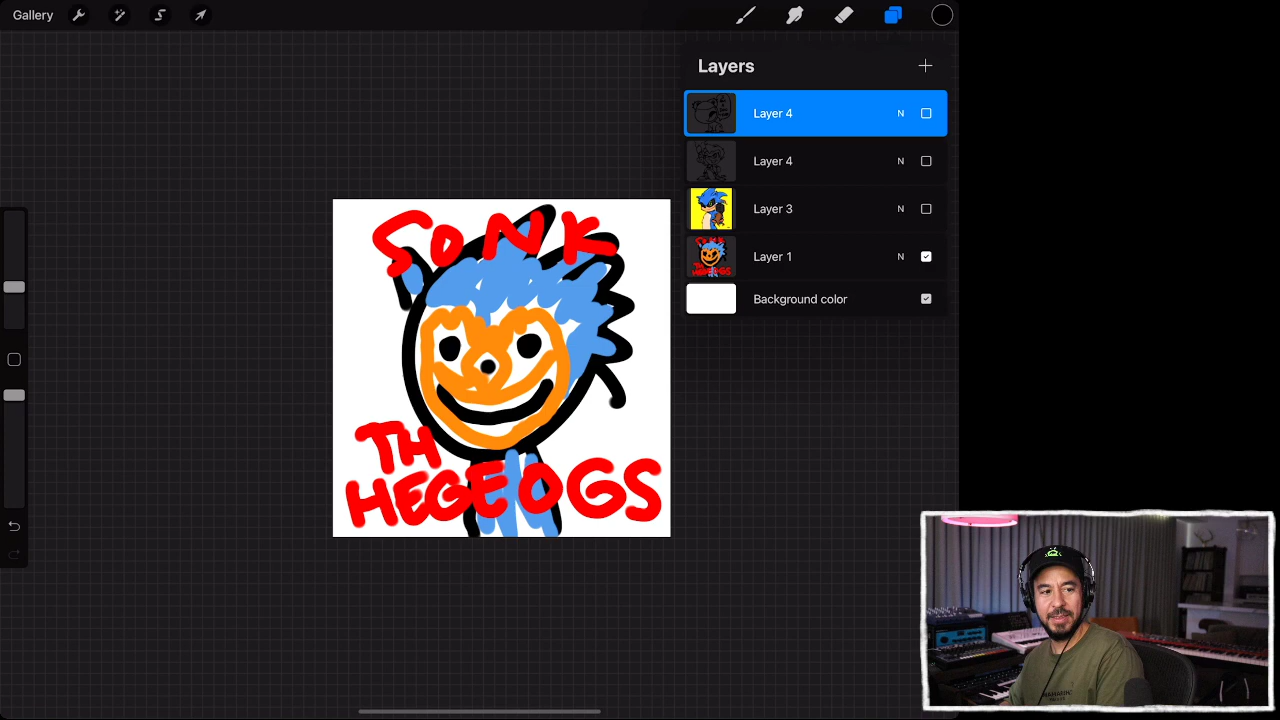 Gallery
Layers
Layer 4 N
Layer 4 N
Layer 3 N
Layer 1 N
Background color
SONK
TH
HEGEOGS